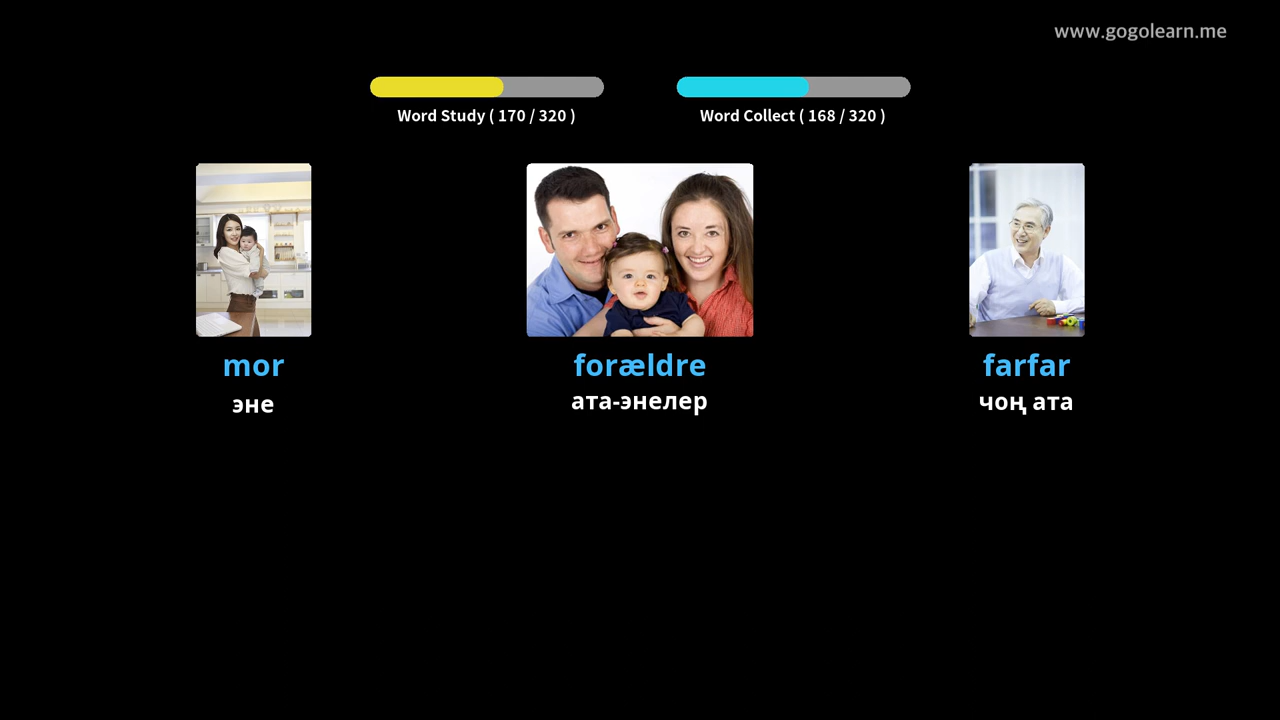 www.gogolearn.me
Word Study ( 170 / 320 )
Word Collect ( 168 / 320 )
mor
forældre
farfar
эне
ата-энелер
чоң ата